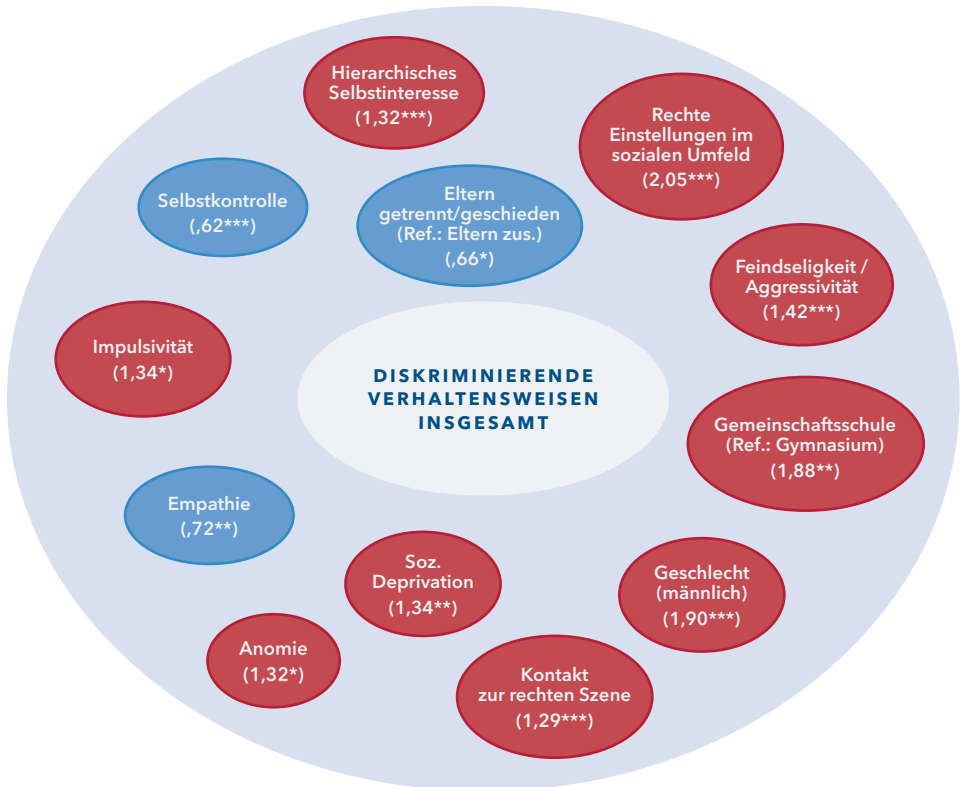 Hierarchisches
Selbstinteresse
(1,32***)
Rechte
Einstellungen im
sozialen Umfeld
(2,05***)
Selbstkontrolle
(,62***)
Eltern
getrennt/geschieden
(Ref.: Eltern zus.)
(,66*)
Feindseligkeit /
Aggressivität
(1,42***)
Impulsivität
(1,34*)
DISKRIMINIERENDE
VERHALTENSWEISEN
INSGESAMT
Gemeinschaftsschule
(Ref.: Gymnasium)
(1,88**)
Empathie
(,72**)
Soz.
Deprivation
(1,34**)
Geschlecht
(männlich)
(1,90***)
Anomie
(1,32*)
Kontakt
zur rechten Szene
(1,29***)